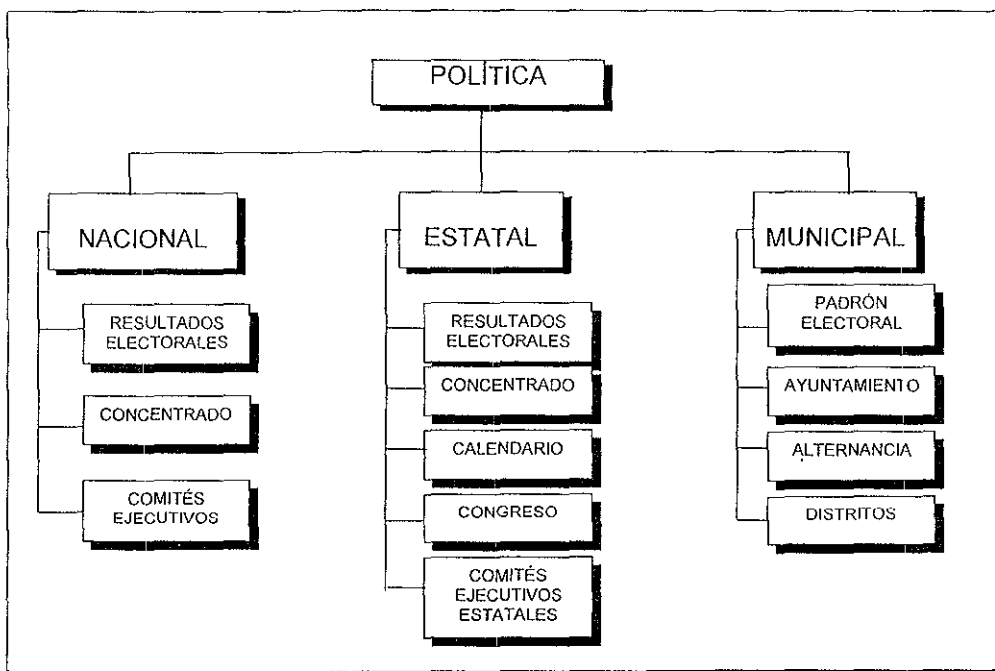 POLÍTICA
NACIONAL
RESULTADOS
ELECTORALES
CONCENTRADO
COMITÉS
EJECUTIVOS
ESTATAL
RESULTADOS
ELECTORALES
CONCENTRADO
CALENDARIO
CONGRESO
COMITÉS
EJECUTIVOS
ESTATALES
MUNICIPAL
PADRÓN
ELECTORAL
AYUNTAMIENTO
ALTERNANCIA
DISTRITOS